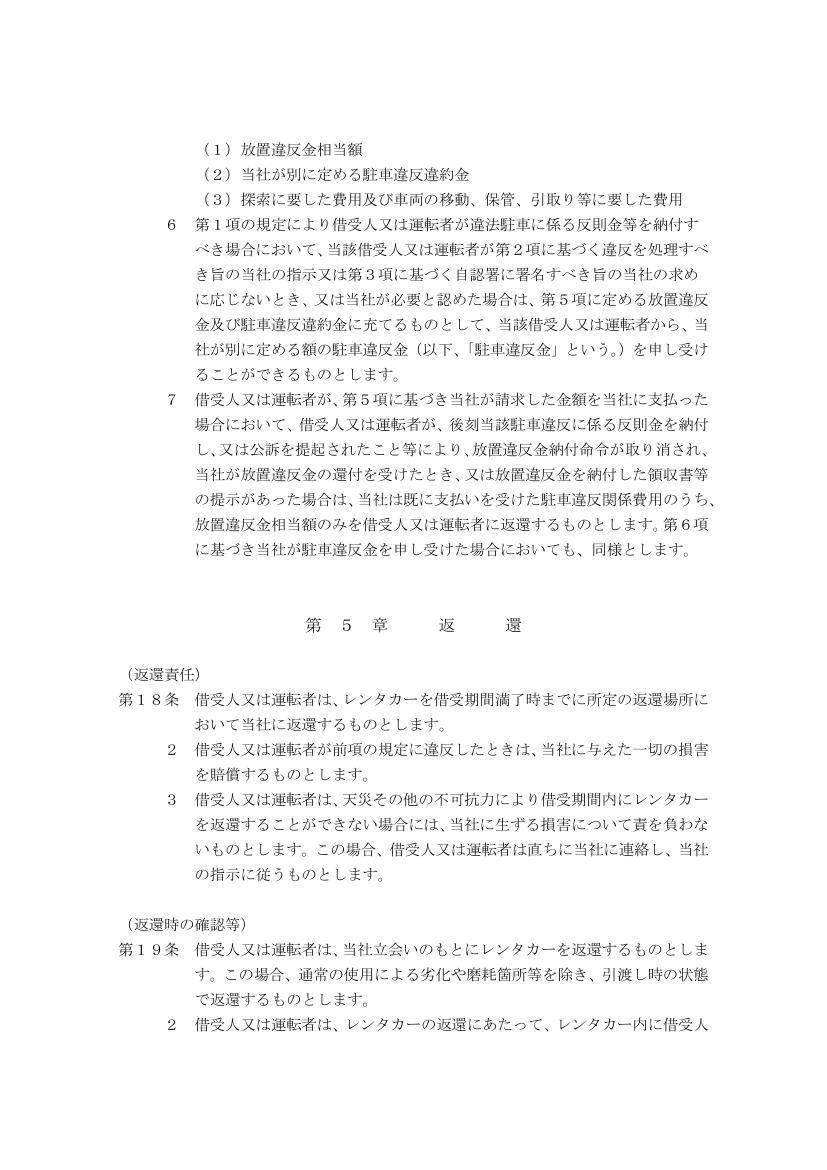 （１）放置違反金相当額
（２）当社が別に定める駐車違反違約金
（３）探索に要した費用及び車両の移動、保管、引取り等に要した費用
６　第１項の規定により借受人又は運転者が違法駐車に係る反則金等を納付す
べき場合において、当該借受人又は運転者が第２項に基づく違反を処理すべ
き旨の当社の指示又は第３項に基づく自認署に署名すべき旨の当社の求め
に応じないとき、又は当社が必要と認めた場合は、第５項に定める放置違反
金及び駐車違反違約金に充てるものとして、当該借受人又は運転者から、当
社が別に定める額の駐車違反金（以下、「駐車違反金」という。）を申し受け
ることができるものとします。
７　借受人又は運転者が、第５項に基づき当社が請求した金額を当社に支払った
場合において、借受人又は運転者が、後刻当該駐車違反に係る反則金を納付
し、又は公訴を提起されたこと等により、放置違反金納付命令が取り消され、
当社が放置違反金の還付を受けたとき、又は放置違反金を納付した領収書等
の提示があった場合は、当社は既に支払いを受けた駐車違反関係費用のうち、
放置違反金相当額のみを借受人又は運転者に返還するものとします。第６項
に基づき当社が駐車違反金を申し受けた場合においても、同様とします。
第　５　章　　　返　　　還
（返還責任）
第１８条　借受人又は運転者は、レンタカーを借受期間満了時までに所定の返還場所に
おいて当社に返還するものとします。
２　借受人又は運転者が前項の規定に違反したときは、当社に与えた一切の損害
を賠償するものとします。
３　借受人又は運転者は、天災その他の不可抗力により借受期間内にレンタカー
を返還することができない場合には、当社に生ずる損害について責を負わな
いものとします。この場合、借受人又は運転者は直ちに当社に連絡し、当社
の指示に従うものとします。
（返還時の確認等）
第１９条　借受人又は運転者は、当社立会いのもとにレンタカーを返還するものとしま
す。この場合、通常の使用による劣化や磨耗箇所等を除き、引渡し時の状態
で返還するものとします。
２　借受人又は運転者は、レンタカーの返還にあたって、レンタカー内に借受人